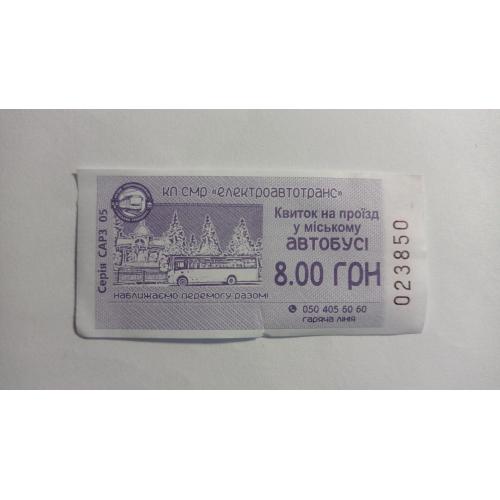 КП СМР «ЕЛЕКТРОАВТОТРАНС»
Квиток на проїзд
у міському
АВТОБУСІ
8.00 ГРН
НАБЛИЖАЄМО ПЕРЕМОГУ РАЗОМ!
050 405 60 60
ГАРЯЧА ЛІНІЯ
Серія САРЗ 05
023850